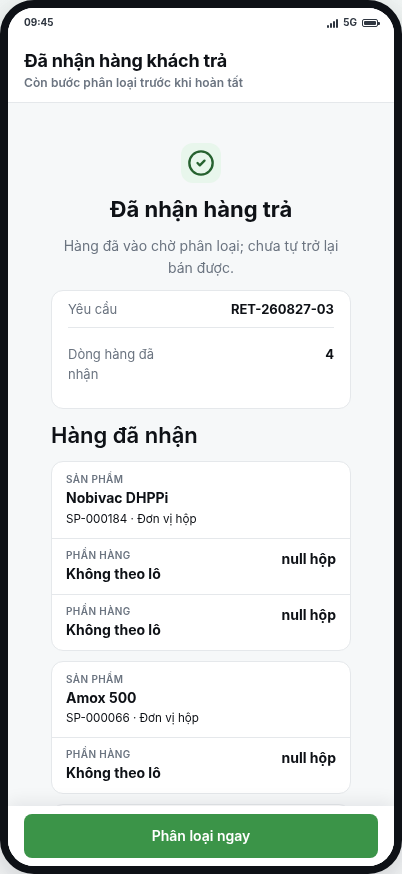 09:45
5G
Đã nhận hàng khách trả
Còn bước phân loại trước khi hoàn tất
Đã nhận hàng trả
Hàng đã vào chờ phân loại; chưa tự trở lại
bán được.
Yêu cầu RET-260827-03
Dòng hàng đã
nhận
4
Hàng đã nhận
SẢN PHẨM
Nobivac DHPPi
SP-000184 · Đơn vị hộp
PHẦN HÀNG
Không theo lô
null hộp
PHẦN HÀNG
Không theo lô
null hộp
SẢN PHẨM
Amox 500
SP-000066 · Đơn vị hộp
PHẦN HÀNG
Không theo lô
null hộp
Phân loại ngay